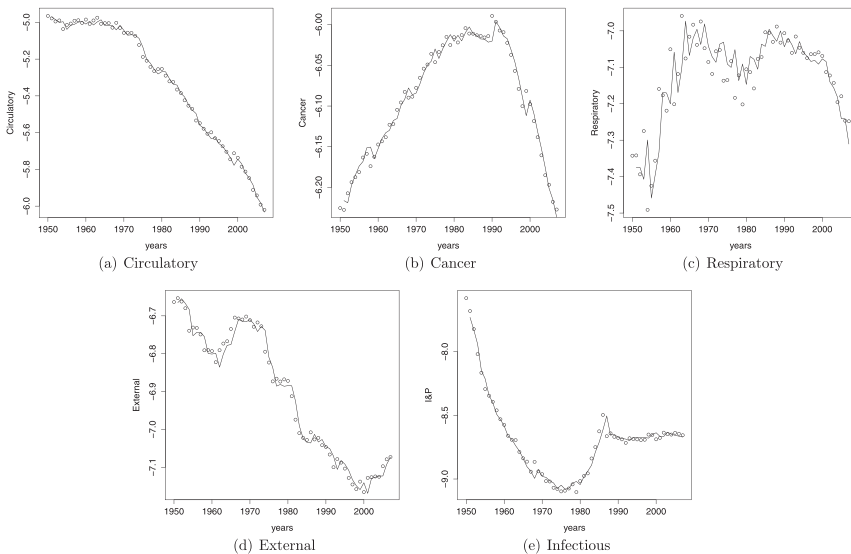 Circulatory
-5.0
-5.2
-5.4
-5.6
-5.8
-6.0
1950 1960 1970 1980 1990 2000
years
(a) Circulatory
Cancer
-6.00
-6.05
-6.10
-6.20
1950 1960 1970 1980 1990 2000
years
(b) Cancer
Respiratory
-7.0
-7.1
-7.2
-7.3
-7.4
-7.5
1950 1960 1970 1980 1990 2000
years
(c) Respiratory
External
-6.7
-6.8
-6.9
-7.0
-7.1
1950 1960 1970 1980 1990 2000
years
(d) External
I&P
-8.0
-8.5
-9.0
1950 1960 1970 1980 1990 2000
years
(e) Infectious